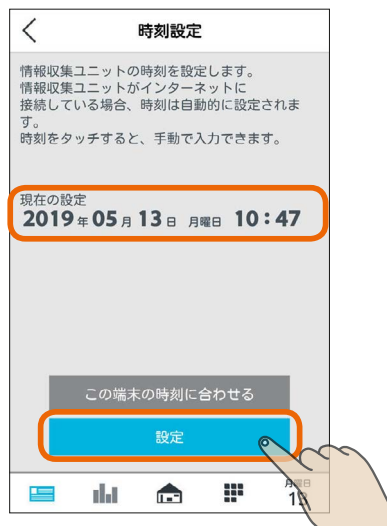 時刻設定
情報収集ユニットの時刻を設定します。
情報収集ユニットがインターネットに
接続している場合、時刻は自動的に設定されま
す。
時刻をタッチすると、手動で入力できます。
現在の設定
2019年05月13日 月曜日 10:47
この端末の時刻に合わせる
設定
月曜日
13